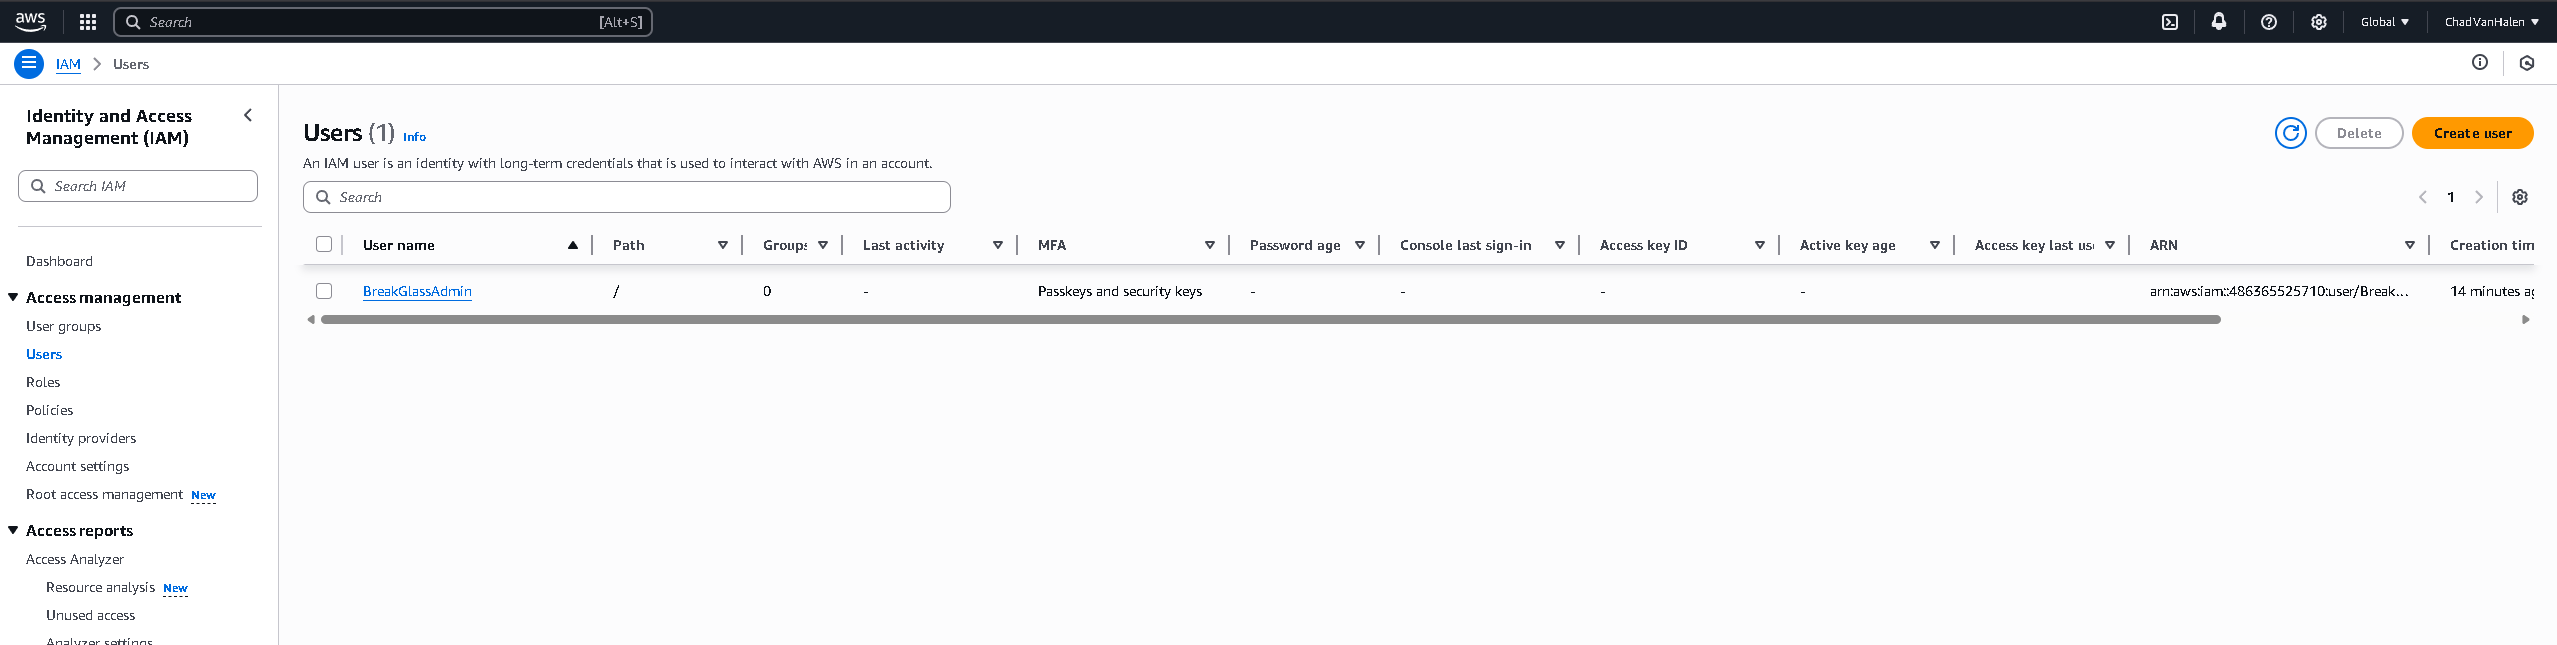 aws Search [Alt+S] Global ChadVanHalen
IAM Users
Identity and Access
Management (IAM)
Search IAM
Dashboard
Access management
User groups
Users
Roles
Policies
Identity providers
Account settings
Root access management New
Access reports
Access Analyzer
Resource analysis New
Unused access
Analyzer settings
Users (1) Info
Delete Create user
An IAM user is an identity with long-term credentials that is used to interact with AWS in an account.
Search
1
User name Path Groups Last activity MFA Password age Console last sign-in Access key ID Active key age Access key last us ARN Creation tim
BreakGlassAdmin / 0 - Passkeys and security keys - - - - arn:aws:iam::486365525710:user/Break... 14 minutes ag